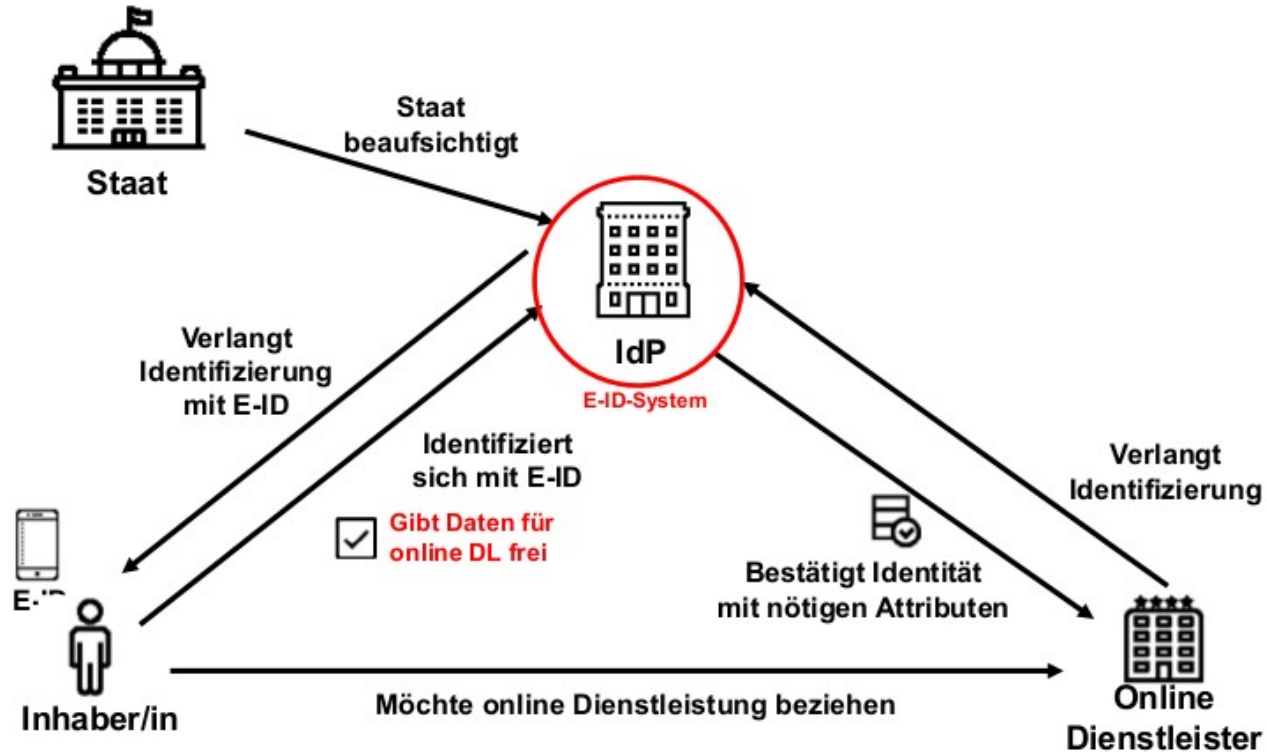 Staat
beaufsichtigt
Staat
IdP
E-ID-System
Verlangt
Identifizierung
mit E-ID
Identifiziert
sich mit E-ID
Gibt Daten für
online DL frei
Verlangt
Identifizierung
Bestätigt Identität
mit nötigen Attributen
Möchte online Dienstleistung beziehen
Inhaber/in
Online
Dienstleister